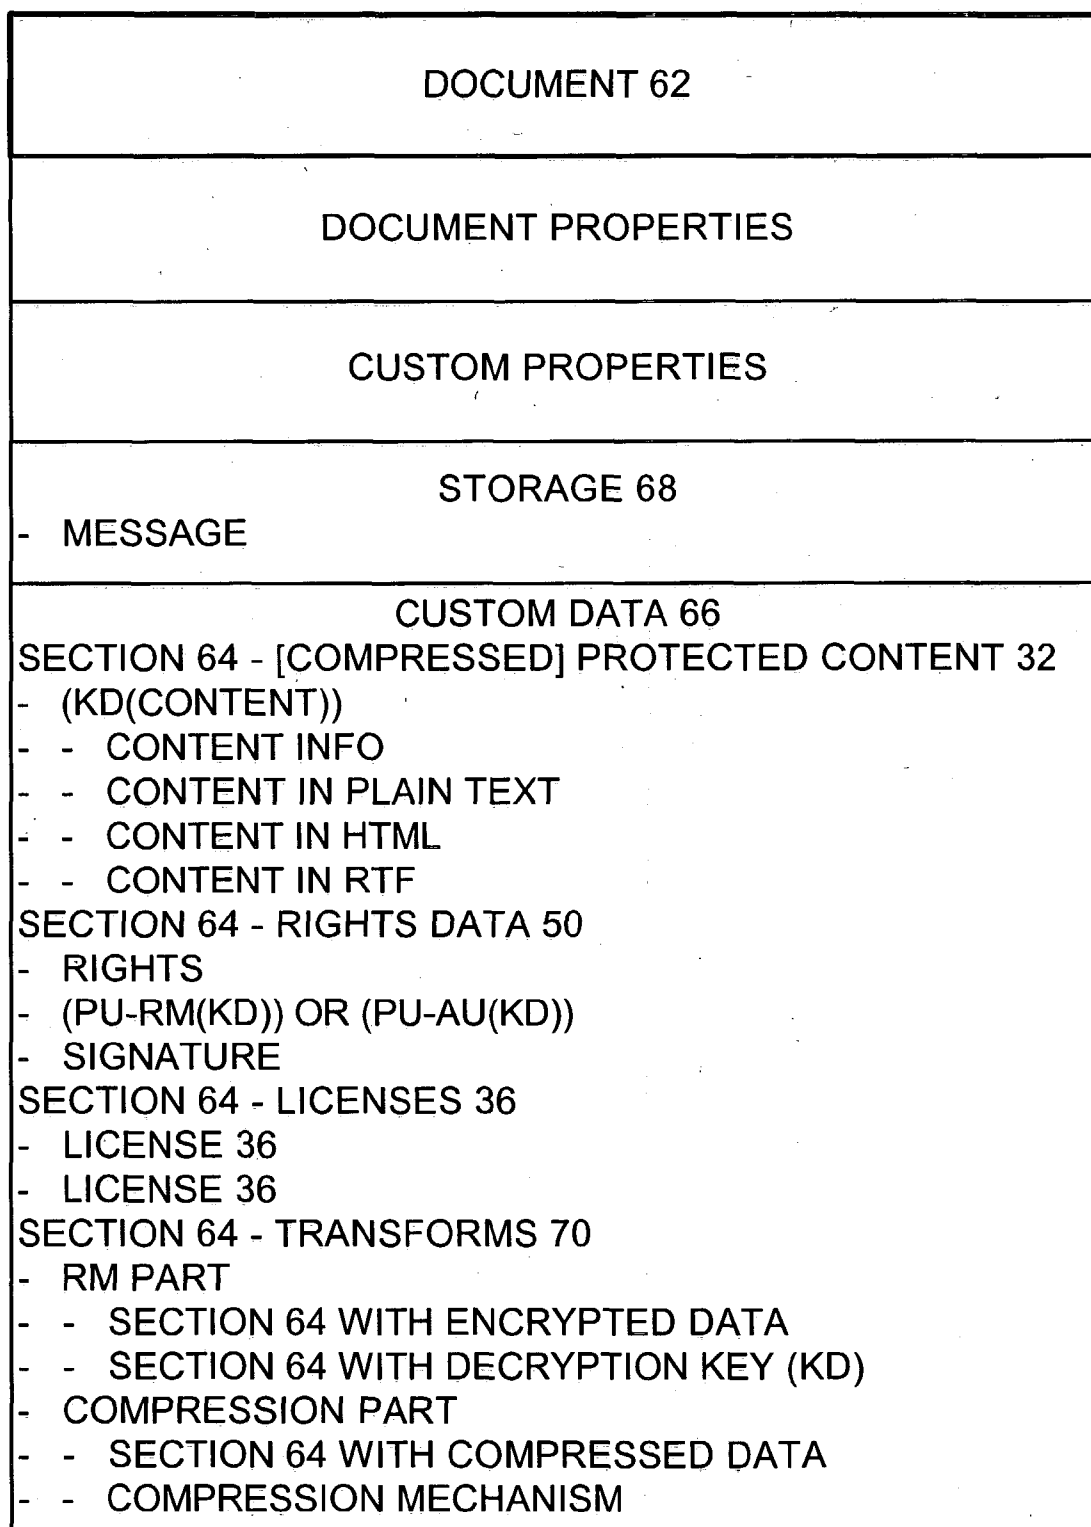 DOCUMENT 62
DOCUMENT PROPERTIES
CUSTOM PROPERTIES
STORAGE 68
- MESSAGE
CUSTOM DATA 66
SECTION 64 - [COMPRESSED] PROTECTED CONTENT 32
- (KD(CONTENT))
- - CONTENT INFO
- - CONTENT IN PLAIN TEXT
- - CONTENT IN HTML
- - CONTENT IN RTF
SECTION 64 - RIGHTS DATA 50
- RIGHTS
- (PU-RM(KD)) OR (PU-AU(KD))
- SIGNATURE
SECTION 64 - LICENSES 36
- LICENSE 36
- LICENSE 36
SECTION 64 - TRANSFORMS 70
- RM PART
- - SECTION 64 WITH ENCRYPTED DATA
- - SECTION 64 WITH DECRYPTION KEY (KD)
- COMPRESSION PART
- - SECTION 64 WITH COMPRESSED DATA
- - COMPRESSION MECHANISM